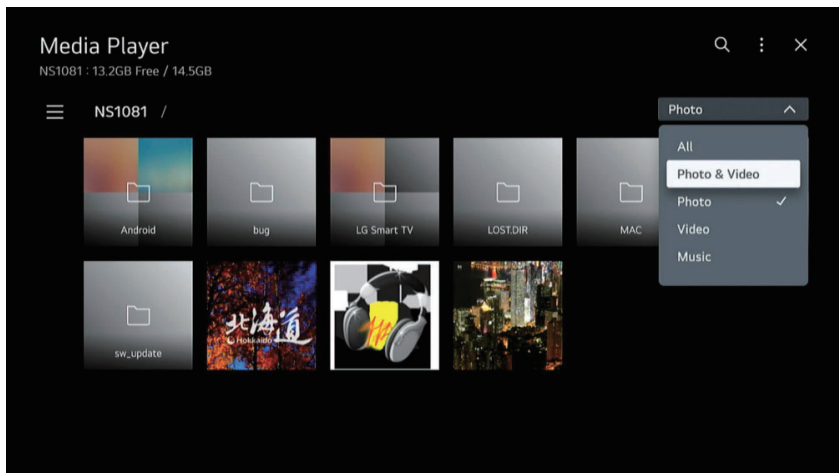 Media Player
NS1081 : 13.2GB Free / 14.5GB
NS1081 /
Photo
All
Photo & Video
Photo
Video
Music
Android
bug
LG Smart TV
LOST.DIR
MAC
sw_update
北海道
Hokkaido